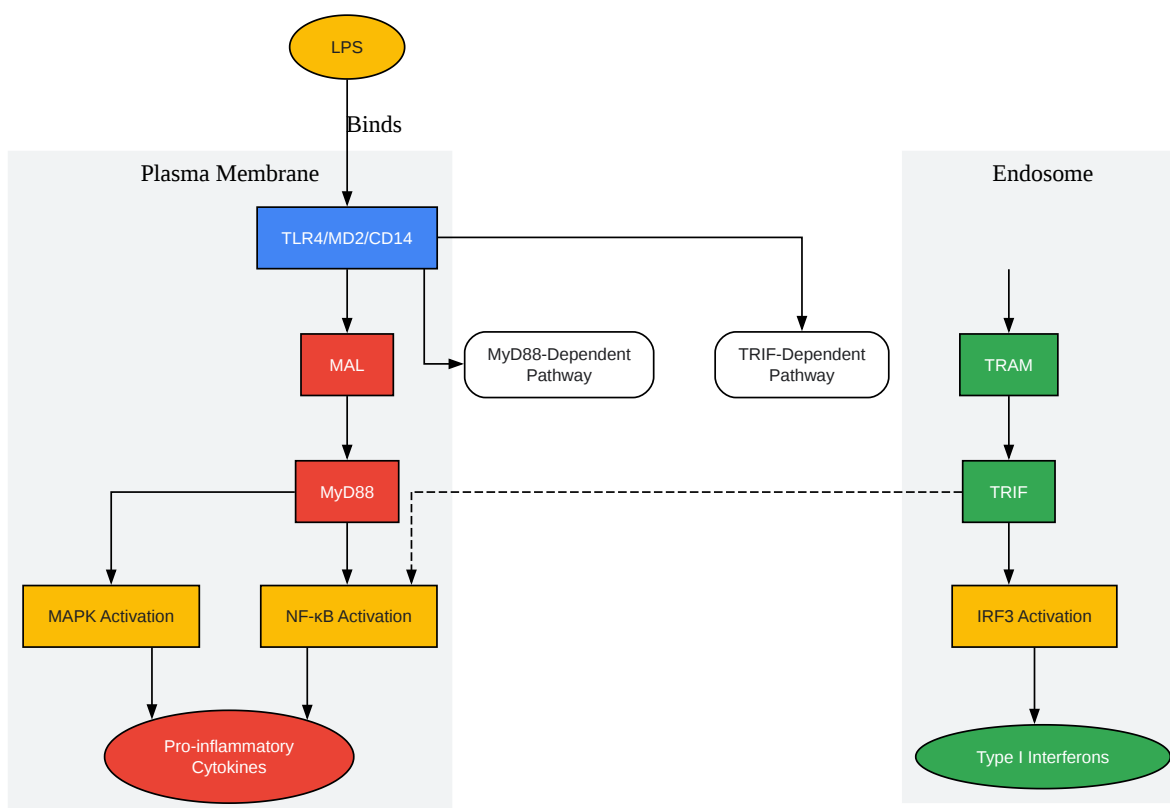 LPS
Binds
Plasma Membrane
Endosome
TLR4/MD2/CD14
MAL
MyD88-Dependent
Pathway
TRIF-Dependent
Pathway
TRAM
MyD88
TRIF
MAPK Activation
NF-κB Activation
IRF3 Activation
Pro-inflammatory
Cytokines
Type I Interferons